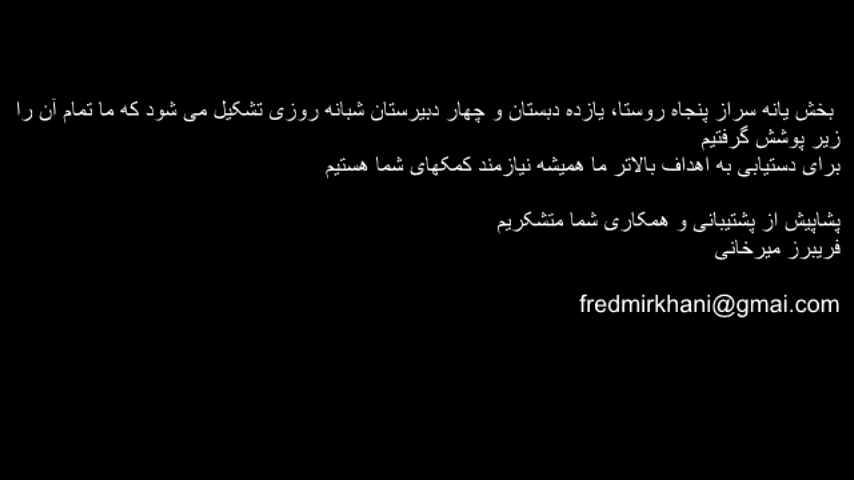 بخش یانه سراز پنجاه روستا، یازده دبستان و چهار دبیرستان شبانه روزی تشکیل می شود که ما تمام آن را
زیر پوشش گرفتیم
برای دستیابی به اهداف بالاتر ما همیشه نیازمند کمکهای شما هستیم
پشاپیش از پشتیبانی و همکاری شما متشکریم
فریبرز میرخانی
fredmirkhani@gmai.com